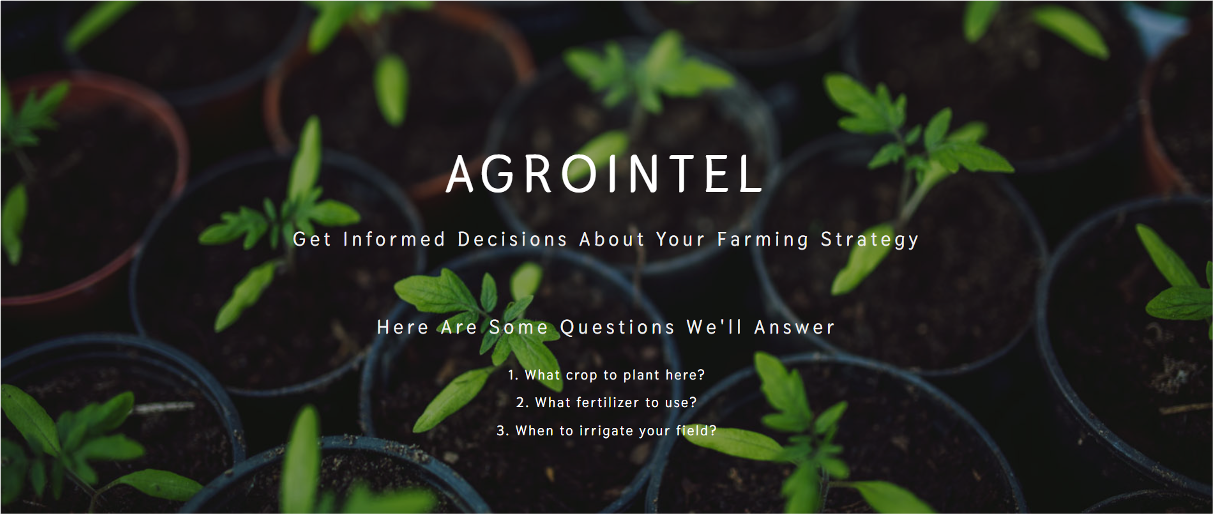 AGROINTEL
Get Informed Decisions About Your Farming Strategy
Here Are Some Questions We'll Answer
1. What crop to plant here?
2. What fertilizer to use?
3. When to irrigate your field?